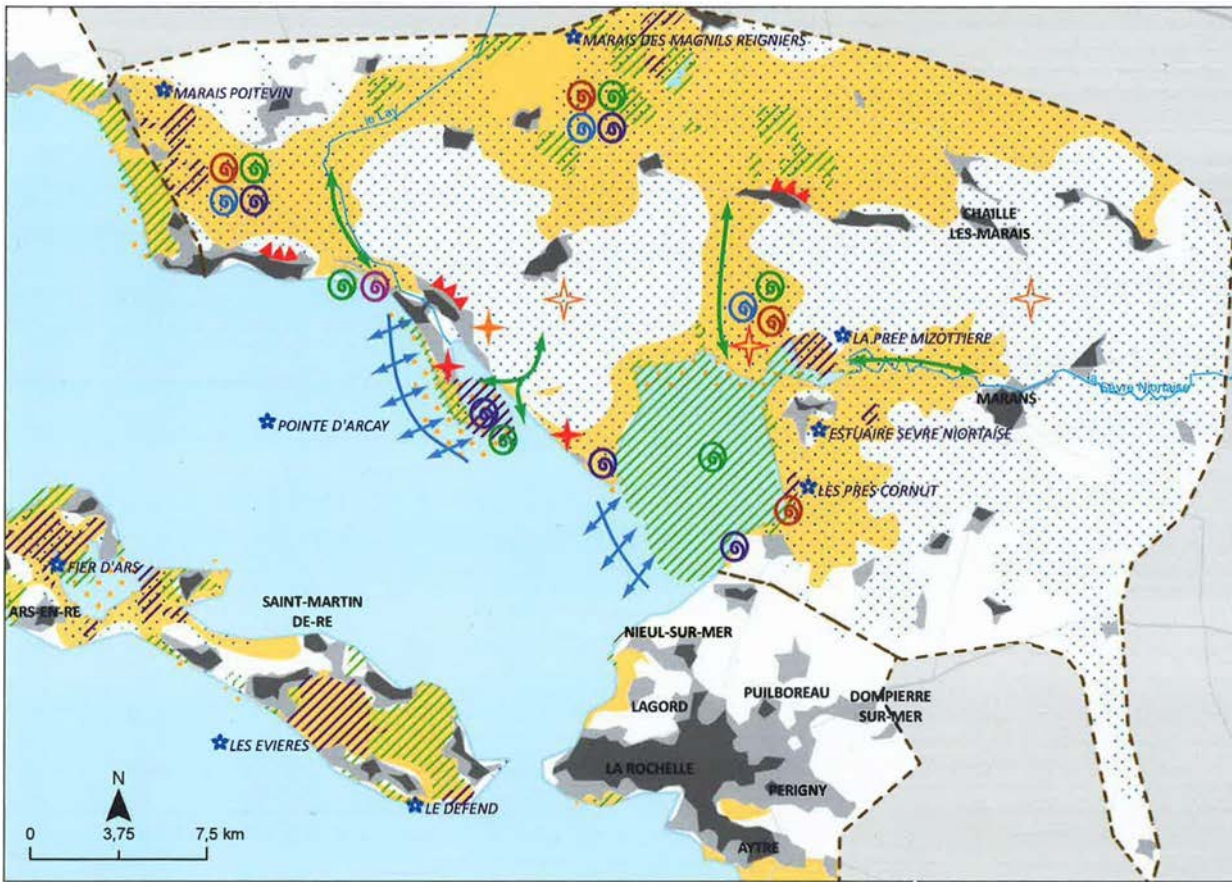 MARAIS DES MAGNILS REIGNIERS
MARAIS POITEVIN
le Lay
CHAILLE
LES-MARAIS
LA PREE MIZOTTIERE
la Sèvre Niortaise
MARANS
POINTE D'ARCAY
ESTUAIRE SEVRE NIORTAISE
LES PRES CORNUT
FIER D'ARS
ARS-EN-RE
SAINT-MARTIN
DE-RE
NIEUL-SUR-MER
PUILBOREAU
LAGORD
DOMPIERRE
SUR-MER
LES EVIERES
LA ROCHELLE
PERIGNY
LE DEFEND
AYTRE
N
0 3,75 7,5 km